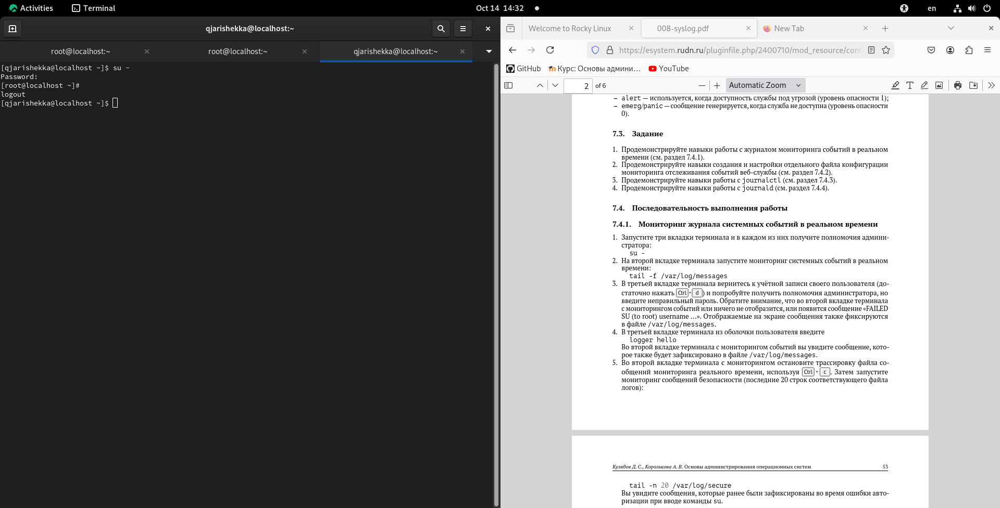 Activities Terminal Oct 14 14:32 en
qjarishekka@localhost:~
root@localhost:~ root@localhost:~ qjarishekka@localhost:~
[qjarishekka@localhost ~]$ su -
Password:
[root@localhost ~]#
logout
[qjarishekka@localhost ~]$
Welcome to Rocky Linux 008-syslog.pdf New Tab
https://esystem.rudn.ru/pluginfile.php/2400710/mod_resource/cont
GitHub Курс: Основы админи... YouTube
2 of 6 Automatic Zoom
– alert — используется, когда доступность службы под угрозой (уровень опасности 1);
– emerg/panic — сообщение генерируется, когда служба не доступна (уровень опасности
0).
7.3. Задание
1. Продемонстрируйте навыки работы с журналом мониторинга событий в реальном
времени (см. раздел 7.4.1).
2. Продемонстрируйте навыки создания и настройки отдельного файла конфигурации
мониторинга отслеживания событий веб-службы (см. раздел 7.4.2).
3. Продемонстрируйте навыки работы с journalctl (см. раздел 7.4.3).
4. Продемонстрируйте навыки работы с journald (см. раздел 7.4.4).
7.4. Последовательность выполнения работы
7.4.1. Мониторинг журнала системных событий в реальном времени
1. Запустите три вкладки терминала и в каждом из них получите полномочия админи-
стратора:
su -
2. На второй вкладке терминала запустите мониторинг системных событий в реальном
времени:
tail -f /var/log/messages
3. В третьей вкладке терминала вернитесь к учётной записи своего пользователя (до-
статочно нажать Ctrl + d ) и попробуйте получить полномочия администратора, но
введите неправильный пароль. Обратите внимание, что во второй вкладке терминала
с мониторингом событий или ничего не отобразится, или появится сообщение «FAILED
SU (to root) username ...». Отображаемые на экране сообщения также фиксируются
в файле /var/log/messages.
4. В третьей вкладке терминала из оболочки пользователя введите
logger hello
Во второй вкладке терминала с мониторингом событий вы увидите сообщение, кото-
рое также будет зафиксировано в файле /var/log/messages.
5. Во второй вкладке терминала с мониторингом остановите трассировку файла со-
общений мониторинга реального времени, используя Ctrl + c . Затем запустите
мониторинг сообщений безопасности (последние 20 строк соответствующего файла
логов):
Кулябов Д. С., Королькова А. В. Основы администрирования операционных систем 53
tail -n 20 /var/log/secure
Вы увидите сообщения, которые ранее были зафиксированы во время ошибки авто-
ризации при вводе команды su.